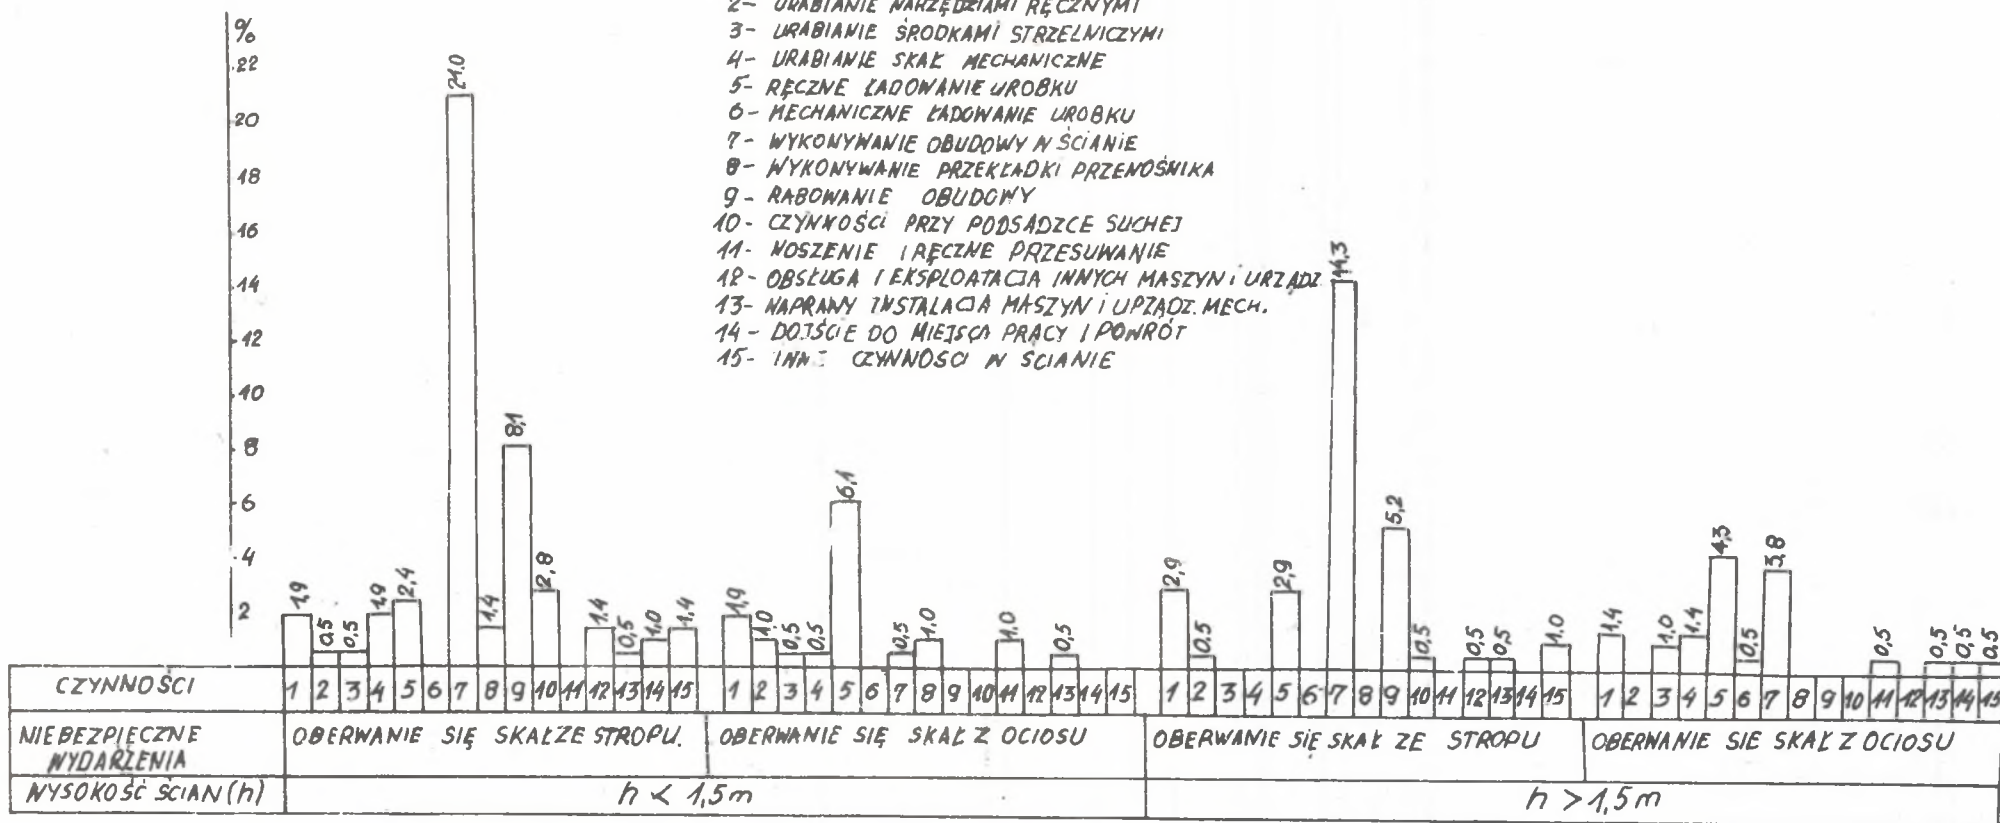 %
22
20
18
16
14
12
10
8
6
4
2
2- URABIANIE NARZĘDZIAMI RĘCZNYMI
3- URABIANIE ŚRODKAMI STRZELNICZYMI
4- URABIANIE SKAŁ MECHANICZNE
5- RĘCZNE ŁADOWANIE UROBKU
6- MECHANICZNE ŁADOWANIE UROBKU
7- WYKONYWANIE OBUDOWY W ŚCIANIE
8- WYKONYWANIE PRZEKŁADKI PRZENOŚNIKA
9- RABOWANIE OBUDOWY
10- CZYNNOŚCI PRZY PODSADZCE SUCHEJ
11- NOSZENIE I RĘCZNE PRZESUWANIE
12- OBSŁUGA I EKSPLOATACJA INNYCH MASZYN i URZĄDZ
13- NAPRAWY INSTALACJA MASZYN i URZĄDZ. MECH.
14- DOJŚCIE DO MIEJSCA PRACY I POWRÓT
15- CZYNNOŚCI W ŚCIANIE
1,9 0,5 0,5 1,9 2,4 21.0 1,4 8,1 2,8 1.4 0,5 1,0 1,4
1,9 1,0 0,5 0,5 6,1 0,5 1,0 1,0 0,5
2,9 0,5 2,9 14,3 5,2 0,5 0,5 0,5 1,0
1,4 1,0 1,4 4,3 0,5 3,8 0,5 0,5 0,5 0,5
CZYNNOŚCI 1 2 3 4 5 6 7 8 9 10 11 12 13 14 15 1 2 3 4 5 6 7 8 9 10 11 12 13 14 15 1 2 3 4 5 6 7 8 9 10 11 12 13 14 15 1 2 3 4 5 6 7 8 9 10 11 12 13 14 15
NIEBEZPIECZNE
WYDARZENIA
OBERWANIE SIĘ SKAŁ ZE STROPU.
OBERWANIE SIĘ SKAŁ Z OCIOSU
OBERWANIE SIĘ SKAŁ ZE STROPU
OBERWANIE SIE SKAŁ Z OCIOSU
WYSOKOŚĆ ŚCIAN (h)
h < 1,5m
h > 1,5m